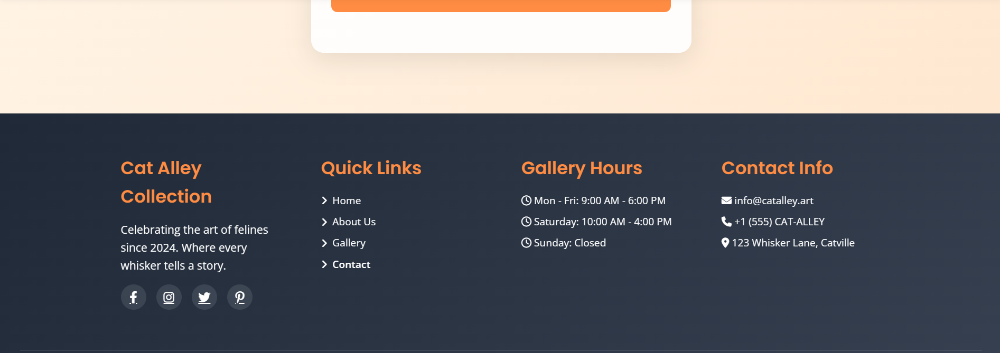 Cat Alley
Collection
Celebrating the art of felines
since 2024. Where every
whisker tells a story.
Quick Links
Home
About Us
Gallery
Contact
Gallery Hours
Mon - Fri: 9:00 AM - 6:00 PM
Saturday: 10:00 AM - 4:00 PM
Sunday: Closed
Contact Info
info@catalley.art
+1 (555) CAT-ALLEY
123 Whisker Lane, Catville